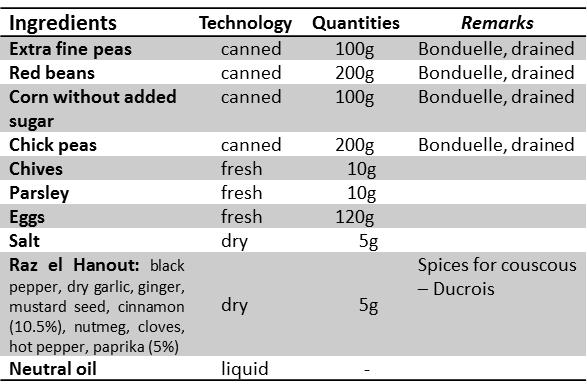 Ingredients Technology Quantities Remarks
Extra fine peas canned 100g Bonduelle, drained
Red beans canned 200g Bonduelle, drained
Corn without added canned 100g Bonduelle, drained
sugar
Chick peas canned 200g Bonduelle, drained
Chives fresh 10g
Parsley fresh 10g
Eggs fresh 120g
Salt dry 5g
Raz el Hanout: black Spices for couscous
pepper, dry garlic, ginger, – Ducrois
mustard seed, cinnamon dry 5g
(10.5%), nutmeg, cloves,
hot pepper, paprika (5%)
Neutral oil liquid -